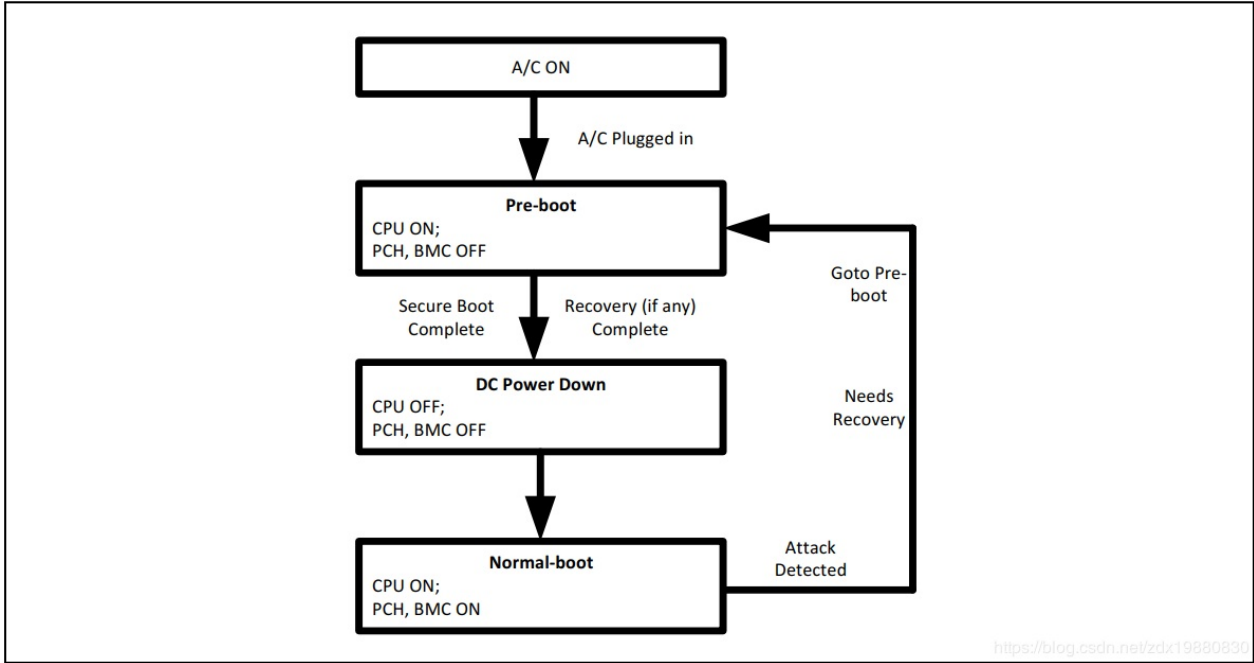 A/C ON
A/C Plugged in
Pre-boot
CPU ON;
PCH, BMC OFF
Goto Pre-
boot
Secure Boot
Complete
Recovery (if any)
Complete
DC Power Down
CPU OFF;
PCH, BMC OFF
Needs
Recovery
Normal-boot
CPU ON;
PCH, BMC ON
Attack
Detected
https://blog.csdn.net/zdx19880830